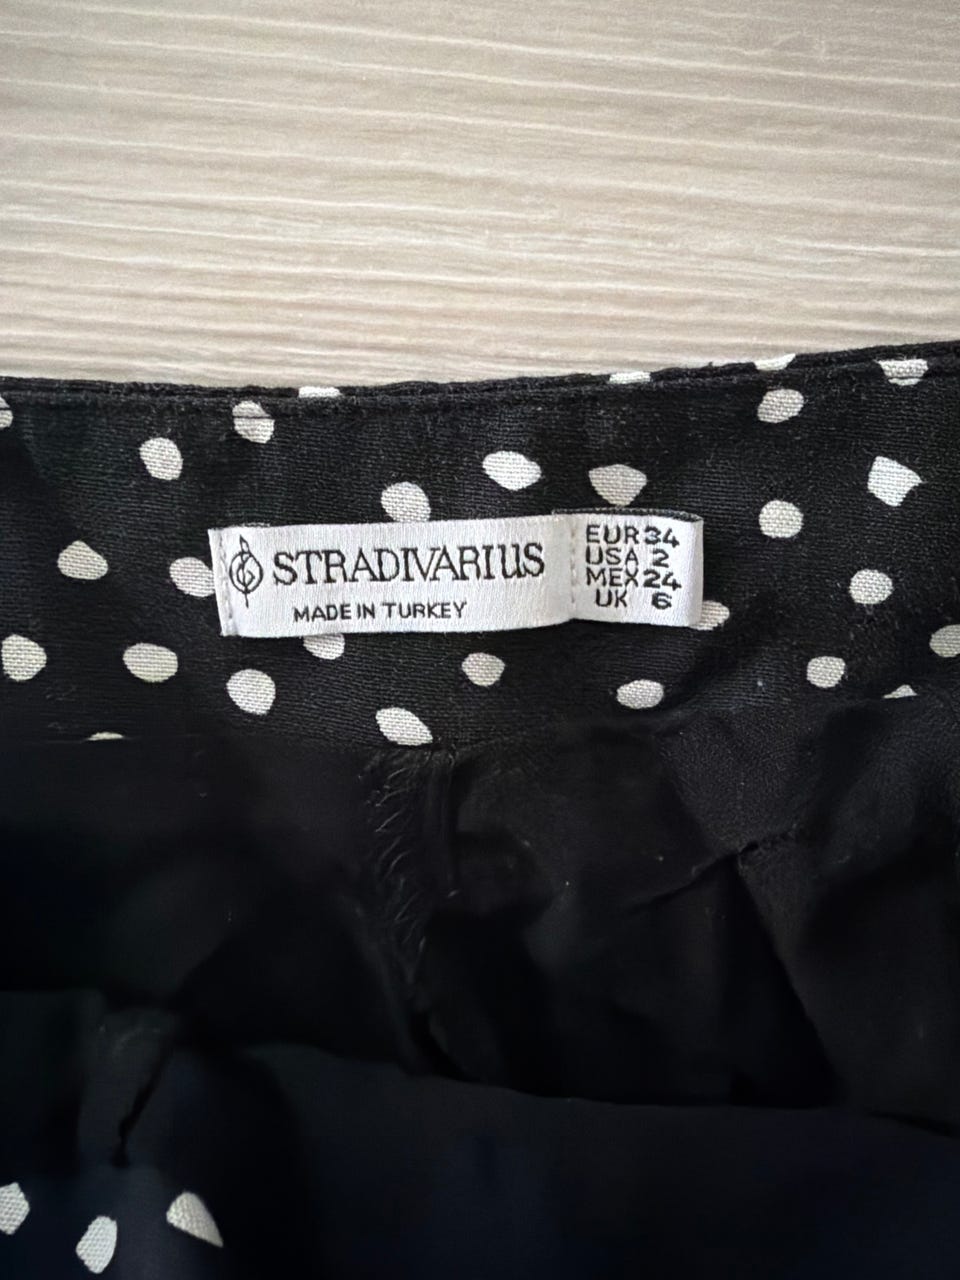 STRADIVARIUS
MADE IN TURKEY
EUR 34
USA 2
MEX 24
UK 6